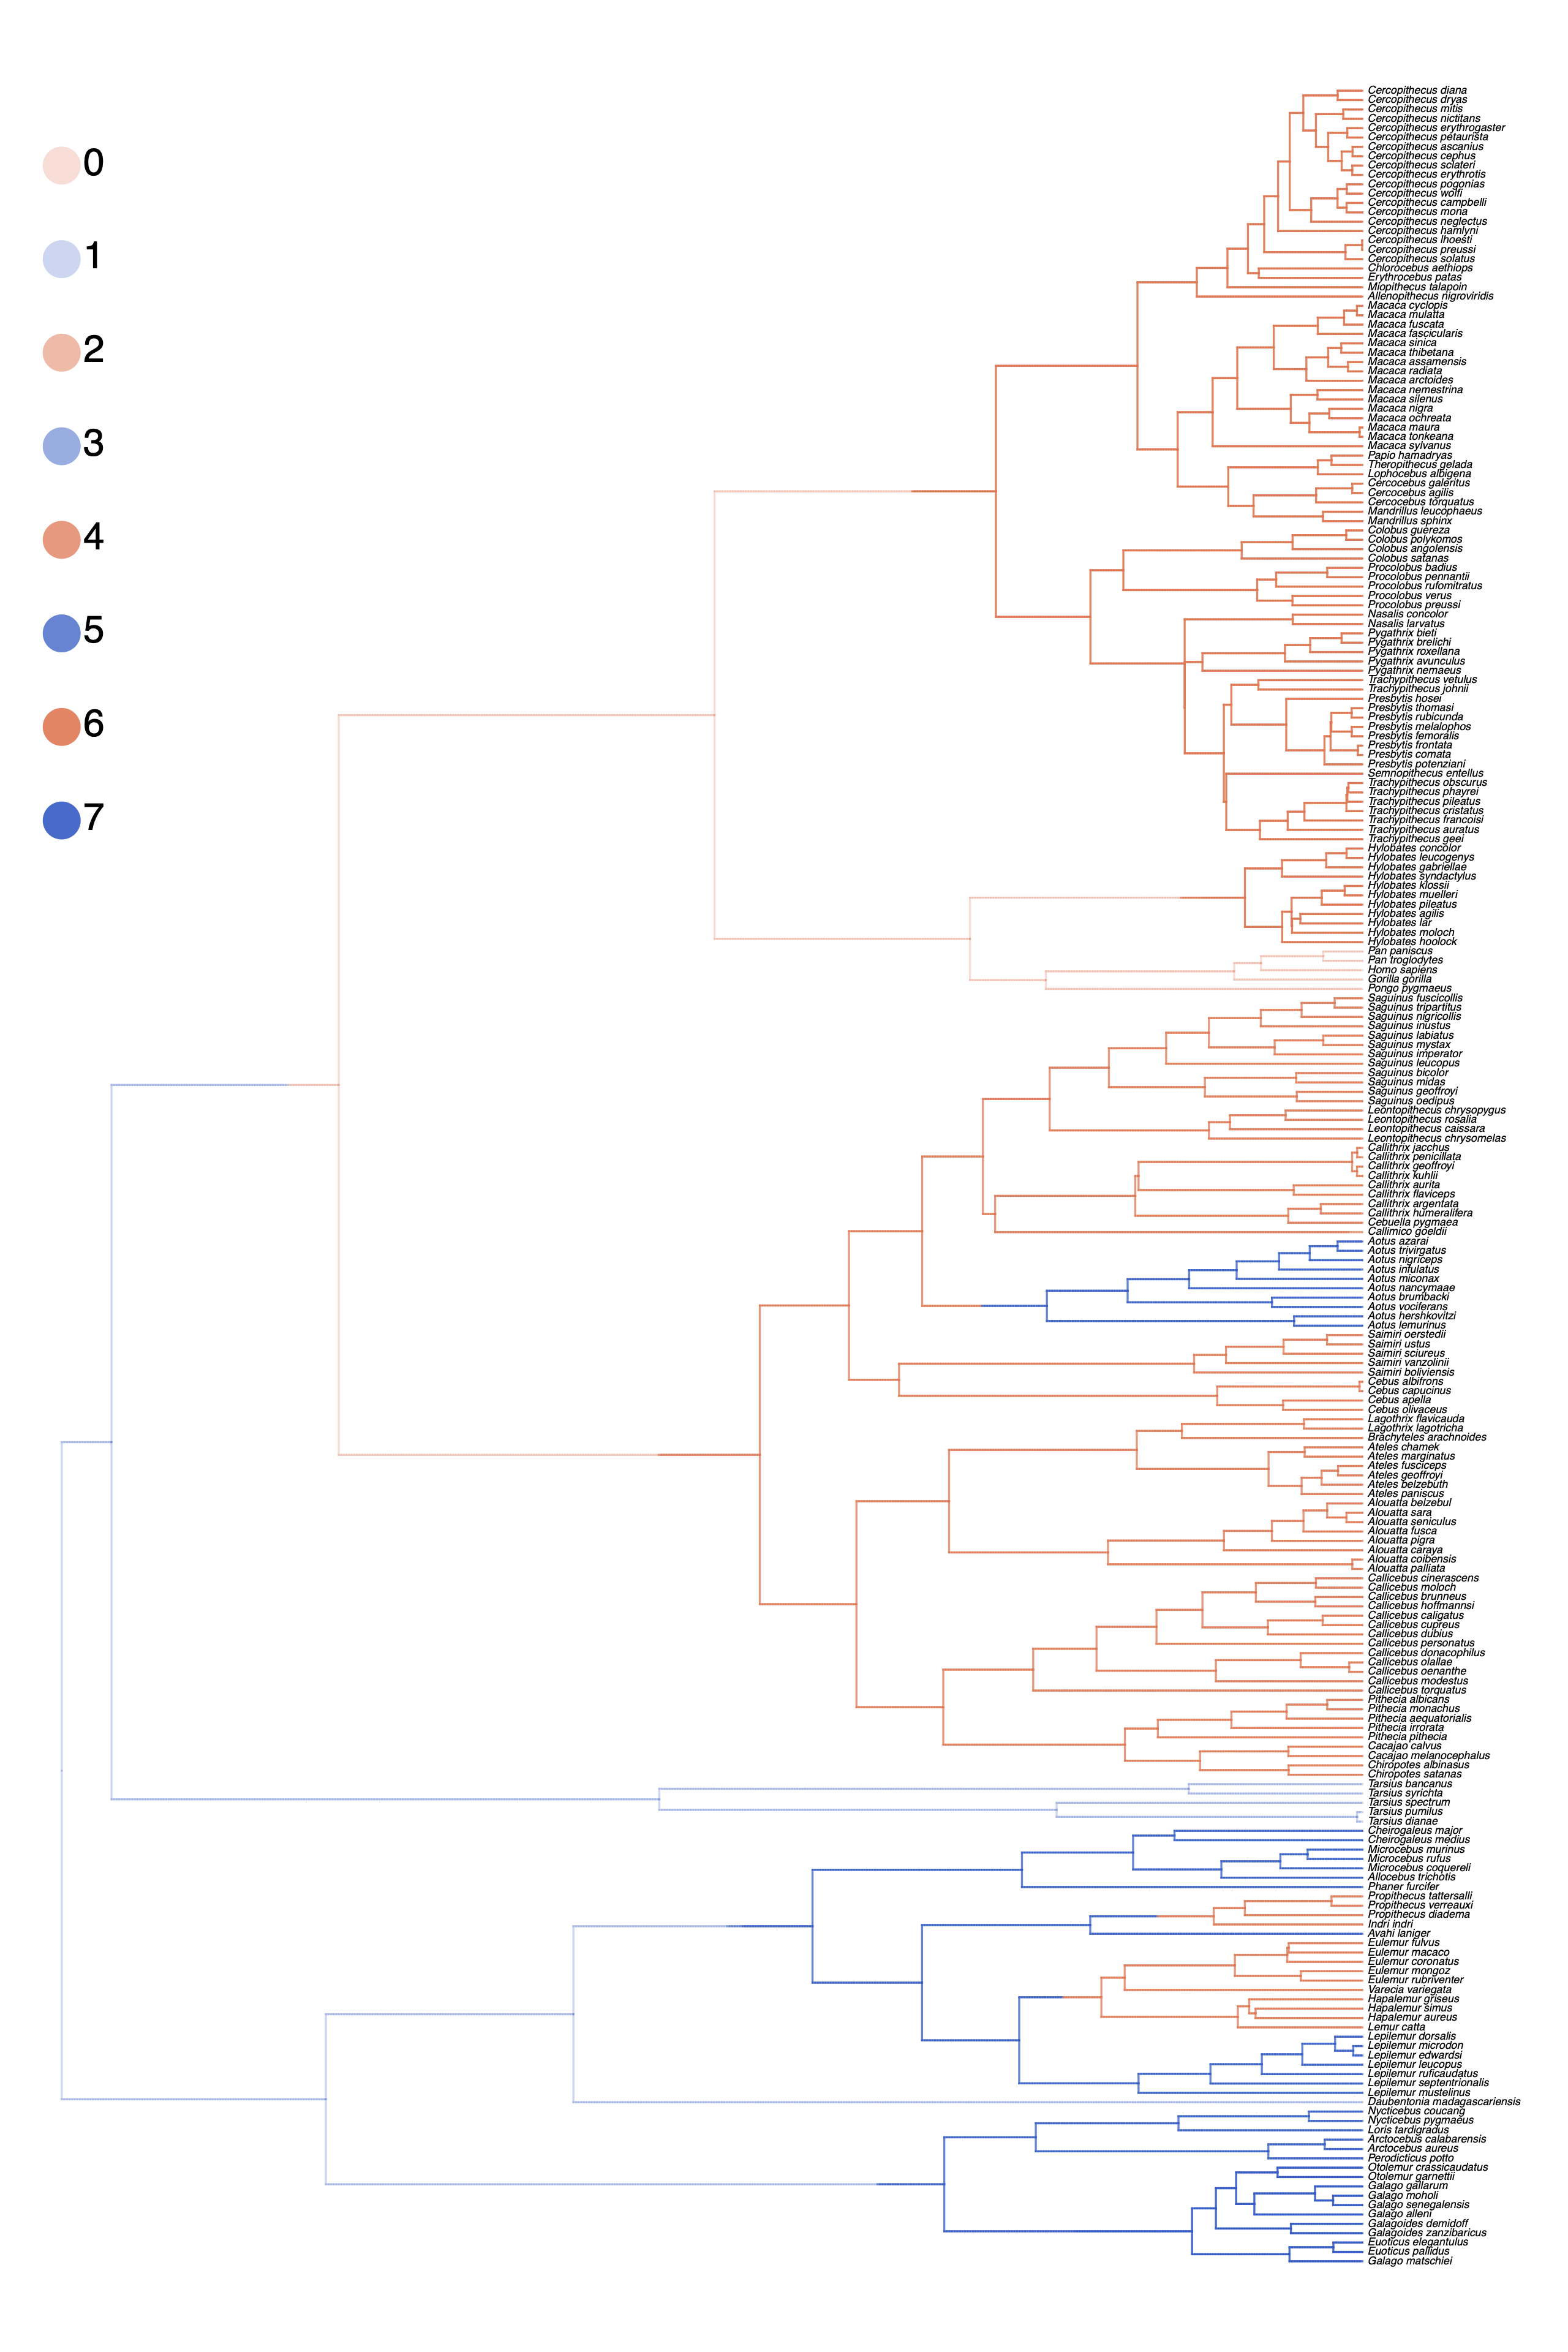 0
1
2
3
4
5
6
7
Cercopithecus diana
Cercopithecus dryas
Cercopithecus mitis
Cercopithecus nictitans
Cercopithecus erythrogaster
Cercopithecus petaurista
Cercopithecus ascanius
Cercopithecus cephus
Cercopithecus sclateri
Cercopithecus erythrotis
Cercopithecus pogonias
Cercopithecus wolfi
Cercopithecus campbelli
Cercopithecus mona
Cercopithecus neglectus
Cercopithecus hamlyni
Cercopithecus lhoesti
Cercopithecus preussi
Cercopithecus solatus
Chlorocebus aethiops
Erythrocebus patas
Miopithecus talapoin
Allenopithecus nigroviridis
Macaca cyclopis
Macaca mulatta
Macaca fuscata
Macaca fascicularis
Macaca sinica
Macaca thibetana
Macaca assamensis
Macaca radiata
Macaca arctoides
Macaca nemestrina
Macaca silenus
Macaca nigra
Macaca ochreata
Macaca maura
Macaca tonkeana
Macaca sylvanus
Papio hamadryas
Theropithecus gelada
Lophocebus albigena
Cercocebus galeritus
Cercocebus agilis
Cercocebus torquatus
Mandrillus leucophaeus
Mandrillus sphinx
Colobus guereza
Colobus polykomos
Colobus angolensis
Colobus satanas
Procolobus badius
Procolobus pennantii
Procolobus rufomitratus
Procolobus verus
Procolobus preussi
Nasalis concolor
Nasalis larvatus
Pygathrix bieti
Pygathrix brelichi
Pygathrix roxellana
Pygathrix avunculus
Pygathrix nemaeus
Trachypithecus vetulus
Trachypithecus johnii
Presbytis hosei
Presbytis thomasi
Presbytis rubicunda
Presbytis melalophos
Presbytis femoralis
Presbytis frontata
Presbytis comata
Presbytis potenziani
Semnopithecus entellus
Trachypithecus obscurus
Trachypithecus phayrei
Trachypithecus pileatus
Trachypithecus cristatus
Trachypithecus francoisi
Trachypithecus auratus
Trachypithecus geei
Hylobates concolor
Hylobates leucogenys
Hylobates gabriellae
Hylobates syndactylus
Hylobates klossii
Hylobates muelleri
Hylobates pileatus
Hylobates agilis
Hylobates lar
Hylobates moloch
Hylobates hoolock
Pan paniscus
Pan troglodytes
Homo sapiens
Gorilla gorilla
Pongo pygmaeus
Saguinus fuscicollis
Saguinus tripartitus
Saguinus nigricollis
Saguinus inustus
Saguinus labiatus
Saguinus mystax
Saguinus imperator
Saguinus leucopus
Saguinus bicolor
Saguinus midas
Saguinus geoffroyi
Saguinus oedipus
Leontopithecus chrysopygus
Leontopithecus rosalia
Leontopithecus caissara
Leontopithecus chrysomelas
Callithrix jacchus
Callithrix penicillata
Callithrix geoffroyi
Callithrix kuhlii
Callithrix aurita
Callithrix flaviceps
Callithrix argentata
Callithrix humeralifera
Cebuella pygmaea
Callimico goeldii
Aotus azarai
Aotus trivirgatus
Aotus nigriceps
Aotus infulatus
Aotus miconax
Aotus nancymaae
Aotus brumbacki
Aotus vociferans
Aotus hershkovitzi
Aotus lemurinus
Saimiri oerstedii
Saimiri ustus
Saimiri sciureus
Saimiri vanzolinii
Saimiri boliviensis
Cebus albifrons
Cebus capucinus
Cebus apella
Cebus olivaceus
Lagothrix flavicauda
Lagothrix lagotricha
Brachyteles arachnoides
Ateles chamek
Ateles marginatus
Ateles fusciceps
Ateles geoffroyi
Ateles belzebuth
Ateles paniscus
Alouatta belzebul
Alouatta sara
Alouatta seniculus
Alouatta fusca
Alouatta pigra
Alouatta caraya
Alouatta coibensis
Alouatta palliata
Callicebus cinerascens
Callicebus moloch
Callicebus brunneus
Callicebus hoffmannsi
Callicebus caligatus
Callicebus cupreus
Callicebus dubius
Callicebus personatus
Callicebus donacophilus
Callicebus olallae
Callicebus oenanthe
Callicebus modestus
Callicebus torquatus
Pithecia albicans
Pithecia monachus
Pithecia aequatorialis
Pithecia irrorata
Pithecia pithecia
Cacajao calvus
Cacajao melanocephalus
Chiropotes albinasus
Chiropotes satanas
Tarsius bancanus
Tarsius syrichta
Tarsius spectrum
Tarsius pumilus
Tarsius dianae
Cheirogaleus major
Cheirogaleus medius
Microcebus murinus
Microcebus rufus
Microcebus coquereli
Allocebus trichotis
Phaner furcifer
Propithecus tattersalli
Propithecus verreauxi
Propithecus diadema
Indri indri
Avahi laniger
Eulemur fulvus
Eulemur macaco
Eulemur coronatus
Eulemur mongoz
Eulemur rubriventer
Varecia variegata
Hapalemur griseus
Hapalemur simus
Hapalemur aureus
Lemur catta
Lepilemur dorsalis
Lepilemur microdon
Lepilemur edwardsi
Lepilemur leucopus
Lepilemur ruficaudatus
Lepilemur septentrionalis
Lepilemur mustelinus
Daubentonia madagascariensis
Nycticebus coucang
Nycticebus pygmaeus
Loris tardigradus
Arctocebus calabarensis
Arctocebus aureus
Perodicticus potto
Otolemur crassicaudatus
Otolemur garnettii
Galago gallarum
Galago moholi
Galago senegalensis
Galago alleni
Galagoides demidoff
Galagoides zanzibaricus
Euoticus elegantulus
Euoticus pallidus
Galago matschiei